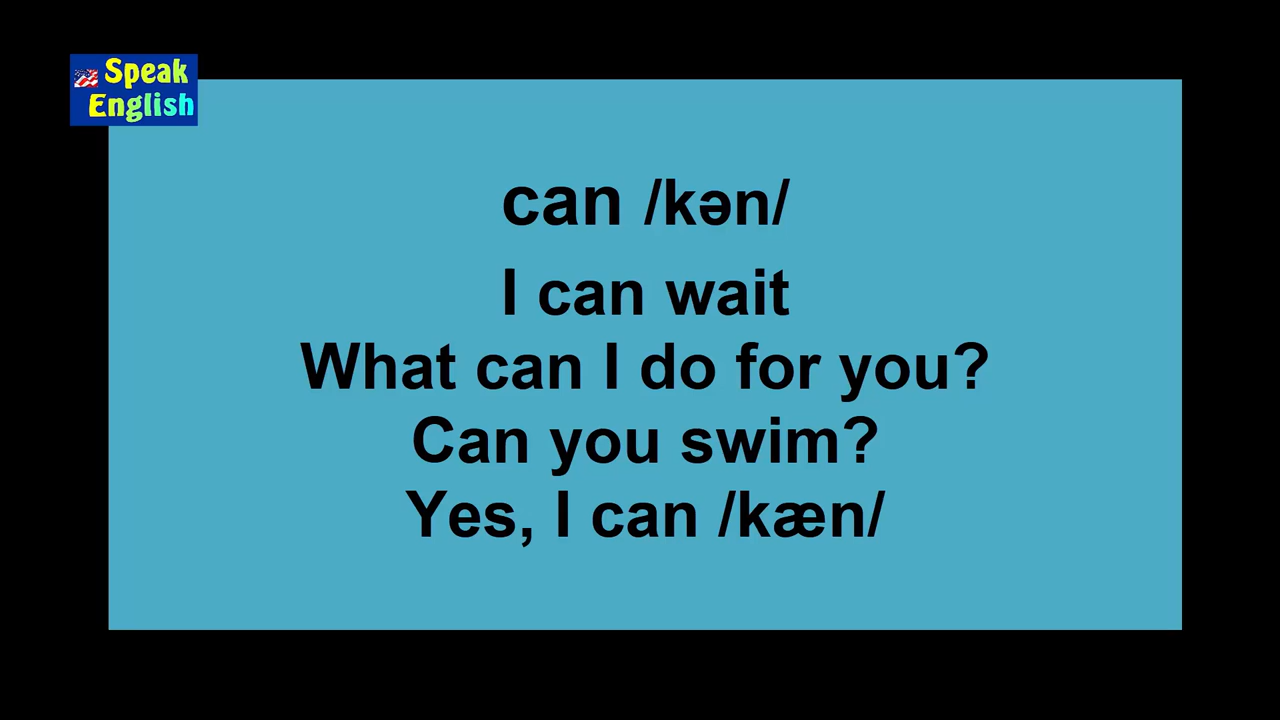 Speak
English
can /kən/
I can wait
What can I do for you?
Can you swim?
Yes, I can /kæn/